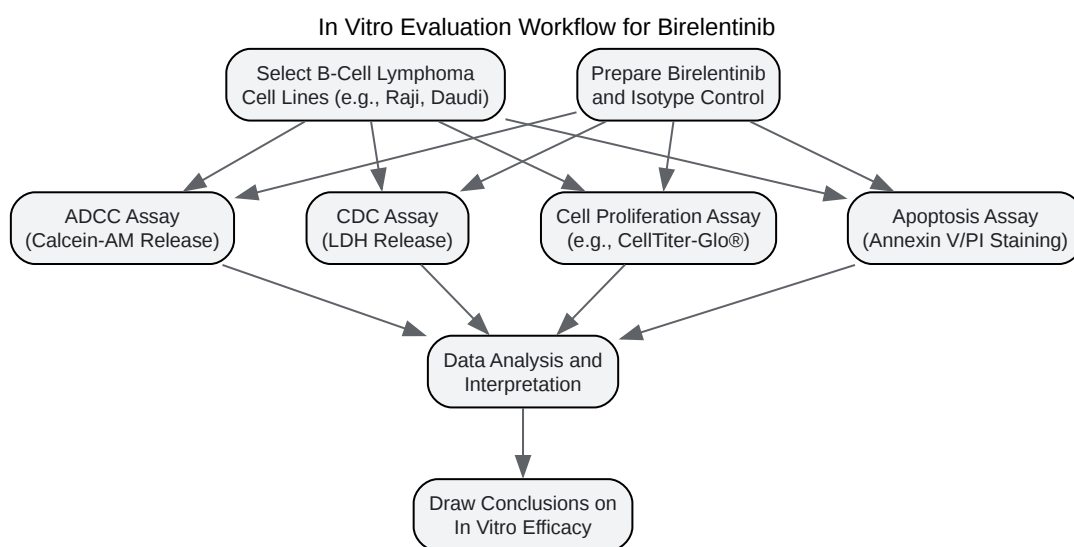 In Vitro Evaluation Workflow for Birelentinib
Select B-Cell Lymphoma
Cell Lines (e.g., Raji, Daudi)
Prepare Birelentinib
and Isotype Control
ADCC Assay
(Calcein-AM Release)
CDC Assay
(LDH Release)
Cell Proliferation Assay
(e.g., CellTiter-Glo®)
Apoptosis Assay
(Annexin V/PI Staining)
Data Analysis and
Interpretation
Draw Conclusions on
In Vitro Efficacy